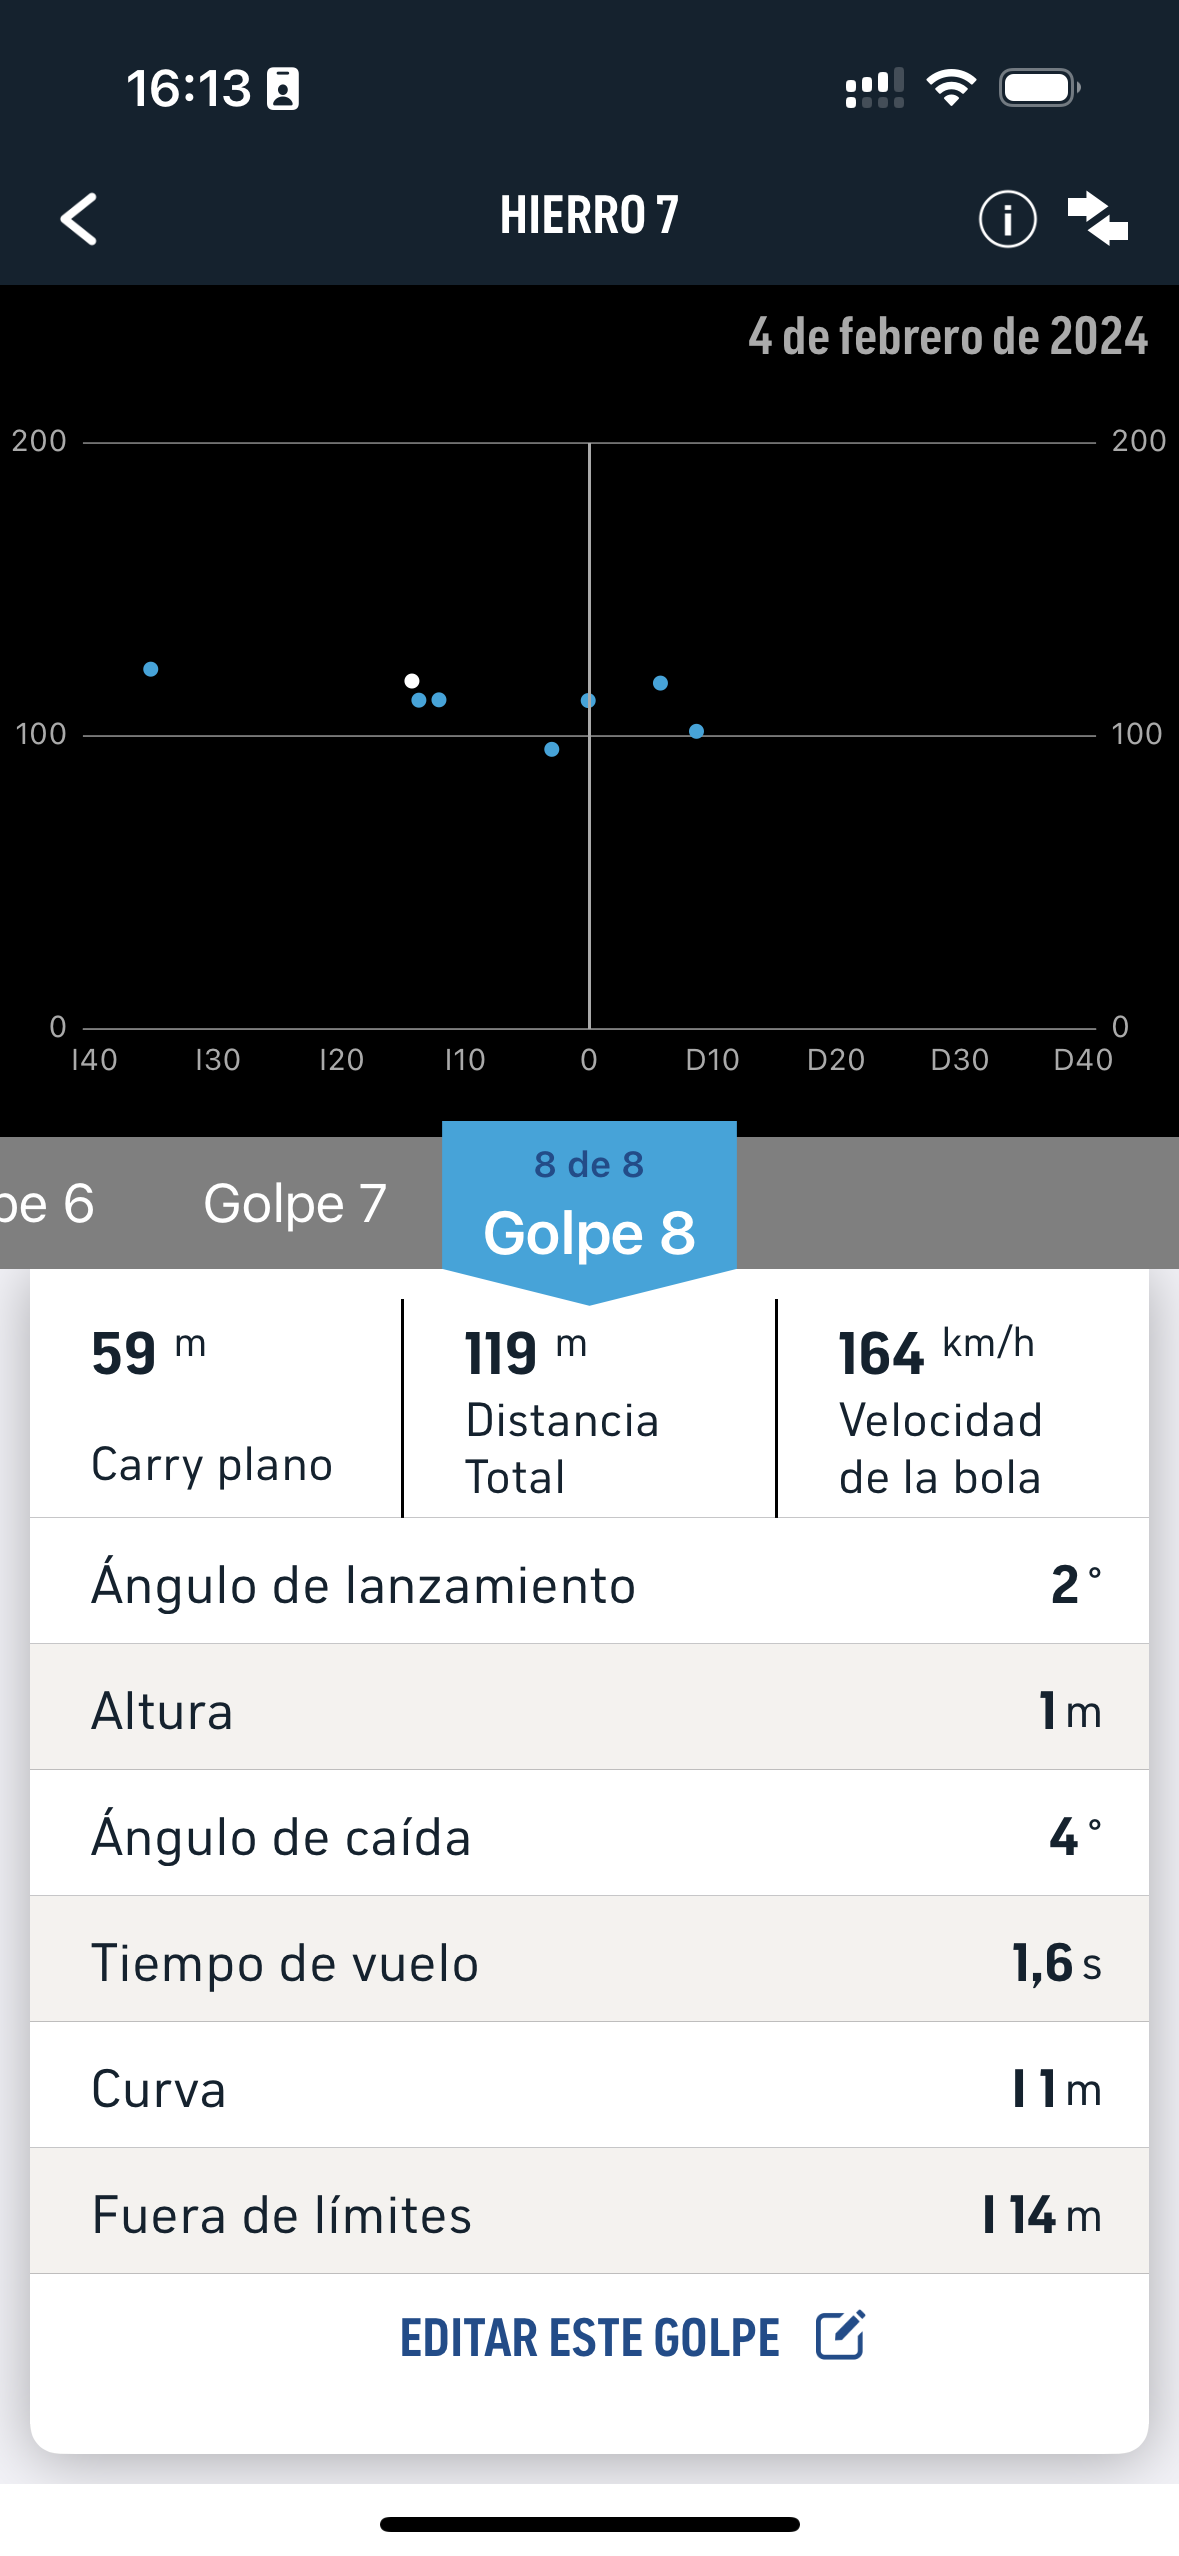 16:13
HIERRO 7
4 de febrero de 2024
200 200
100 100
0 0
I40 I30 I20 I10 0 D10 D20 D30 D40
pe 6 Golpe 7
8 de 8
Golpe 8
59 m 119 m 164 km/h
Carry plano
Distancia
Total
Velocidad
de la bola
Ángulo de lanzamiento 2°
Altura 1 m
Ángulo de caída 4°
Tiempo de vuelo 1,6 s
Curva I 1 m
Fuera de límites I 14 m
EDITAR ESTE GOLPE